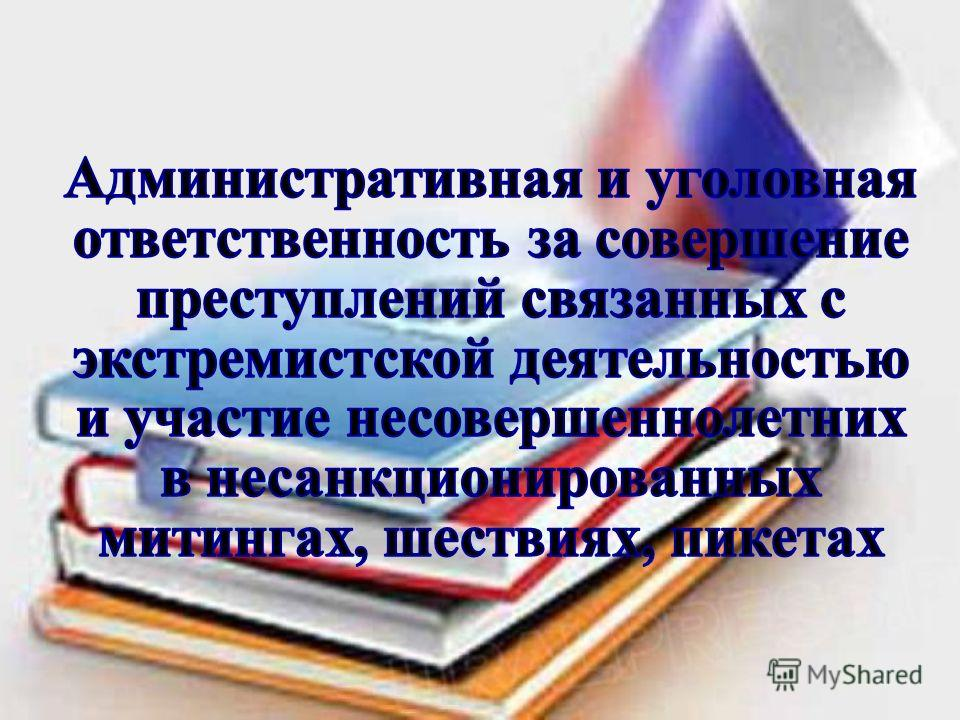 Административная и уголовная
ответственность за совершение
преступлений связанных с
экстремистской деятельностью
и участие несовершеннолетних
в несанкционированных
митингах, шествиях, пикетах
MyShared